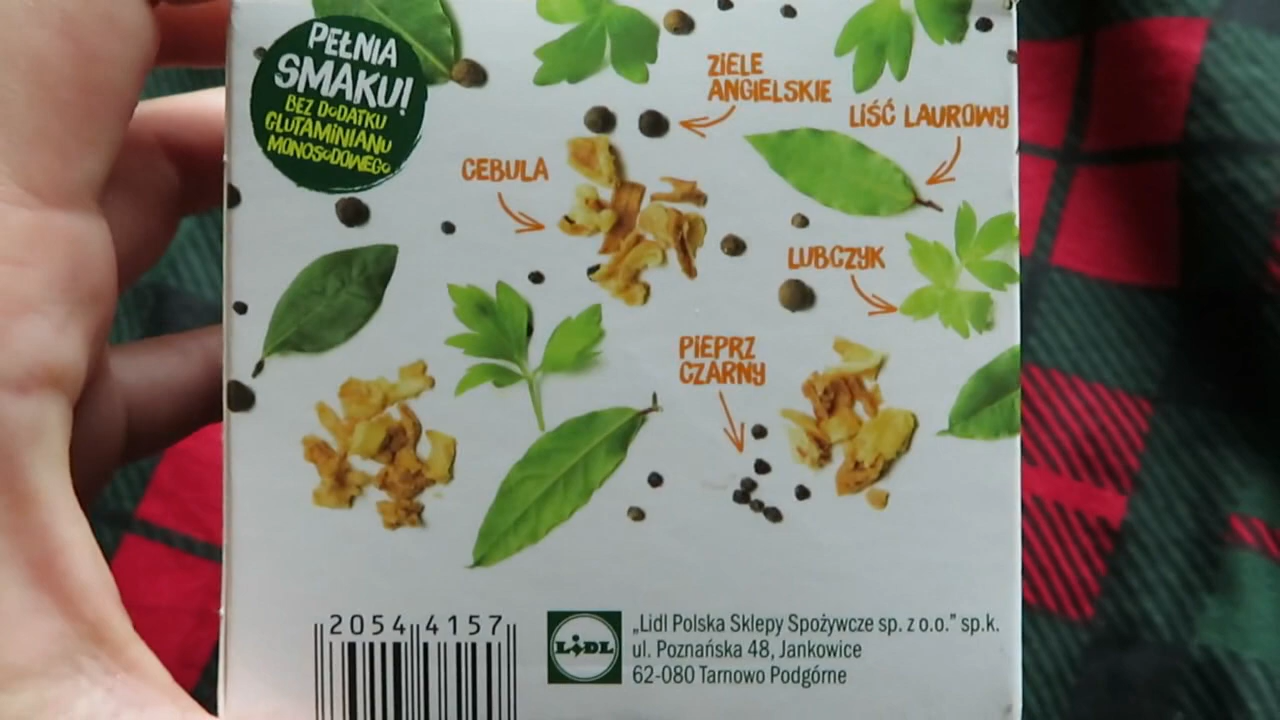 PEŁNIA
SMAKU!
BEZ DODATKU
GLUTAMINIANU
MONOSODOWEGO
ZIELE
ANGIELSKIE
LIŚĆ LAUROWY
CEBULA
LUBCZYK
PIEPRZ
CZARNY
2054 4157
LIDL
„Lidl Polska Sklepy Spożywcze sp. z o.o.” sp.k.
ul. Poznańska 48, Jankowice
62-080 Tarnowo Podgórne